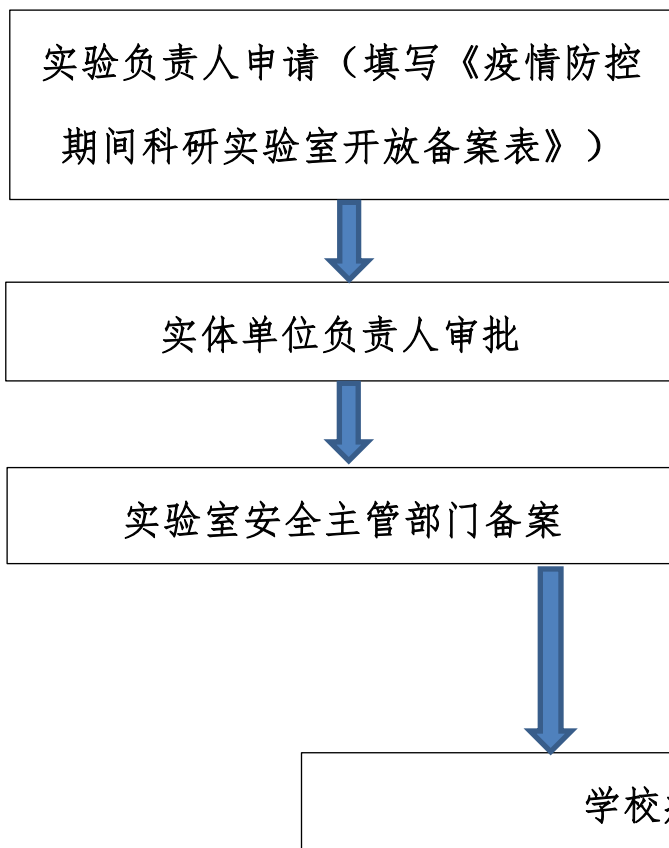 实验负责人申请（填写《疫情防控
期间科研实验室开放备案表》）
实体单位负责人审批
实验室安全主管部门备案
学校